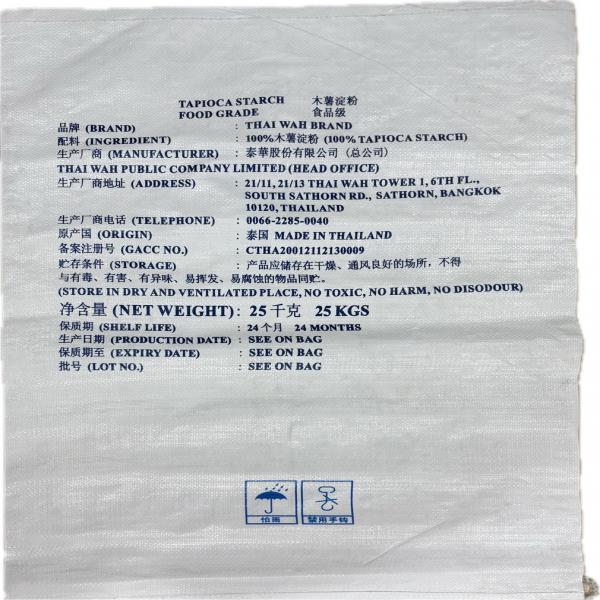 TAPIOCA STARCH 木薯淀粉
FOOD GRADE 食品级
品牌 (BRAND) : THAI WAH BRAND
配料 (INGREDIENT) : 100%木薯淀粉 (100% TAPIOCA STARCH)
生产厂商 (MANUFACTURER) : 泰華股份有限公司 (总公司)
THAI WAH PUBLIC COMPANY LIMITED (HEAD OFFICE)
生产厂商地址 (ADDRESS) : 21/11, 21/13 THAI WAH TOWER 1, 6TH FL.,
SOUTH SATHORN RD., SATHORN, BANGKOK
10120, THAILAND
生产厂商电话 (TELEPHONE) : 0066-2285-0040
原产国 (ORIGIN) : 泰国 MADE IN THAILAND
备案注册号 (GACC NO.) : CTHA20012112130009
贮存条件 (STORAGE) : 产品应储存在干燥、通风良好的场所，不得
与有毒、有害、有异味、易挥发、易腐蚀的物品同贮.
(STORE IN DRY AND VENTILATED PLACE, NO TOXIC, NO HARM, NO DISODOUR)
净含量 (NET WEIGHT) : 25 千克 25 KGS
保质期 (SHELF LIFE) : 24 个月 24 MONTHS
生产日期 (PRODUCTION DATE) : SEE ON BAG
保质期至 (EXPIRY DATE) : SEE ON BAG
批号 (LOT NO.) : SEE ON BAG
怕雨 禁用手钩